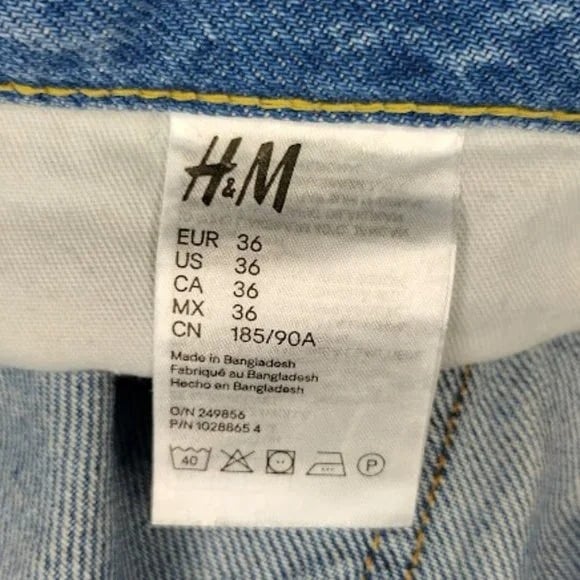 H&M
EUR 36
US 36
CA 36
MX 36
CN 185/90A
Made in Bangladesh
Fabriqué au Bangladesh
Hecho en Bangladesh
O/N 249856
P/N 1028865 4
40
P